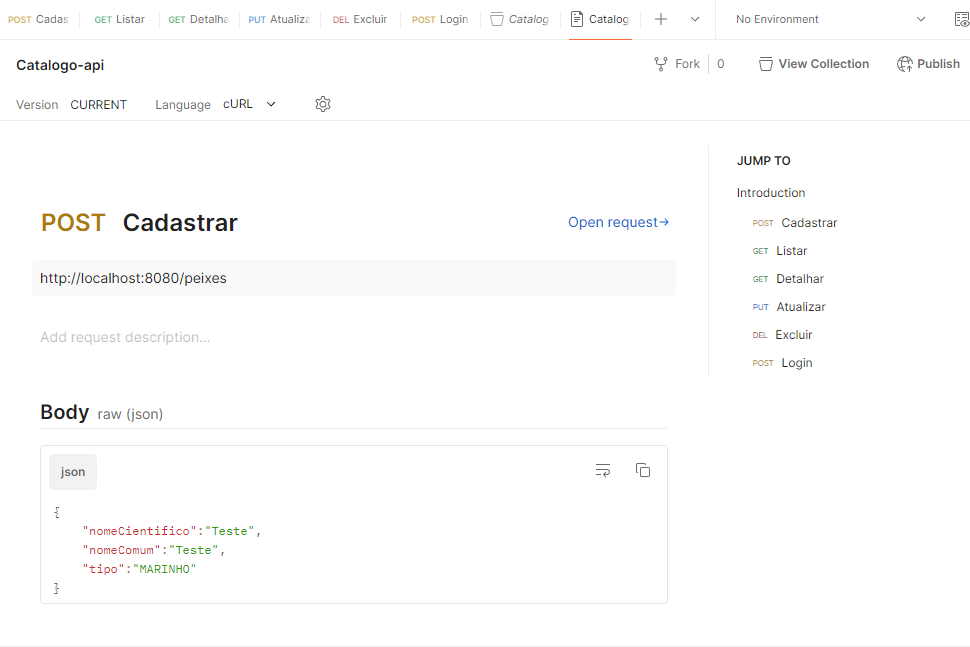 POST Cadas GET Listar GET Detalha PUT Atualiza DEL Excluir POST Login Catalog Catalog No Environment
Catalogo-api Fork 0 View Collection Publish
Version CURRENT Language cURL
JUMP TO
Introduction
POST Cadastrar
GET Listar
GET Detalhar
PUT Atualizar
DEL Excluir
POST Login
POST Cadastrar Open request→
http://localhost:8080/peixes
Add request description...
Body raw (json)
json
{
"nomeCientifico":"Teste",
"nomeComum":"Teste",
"tipo":"MARINHO"
}